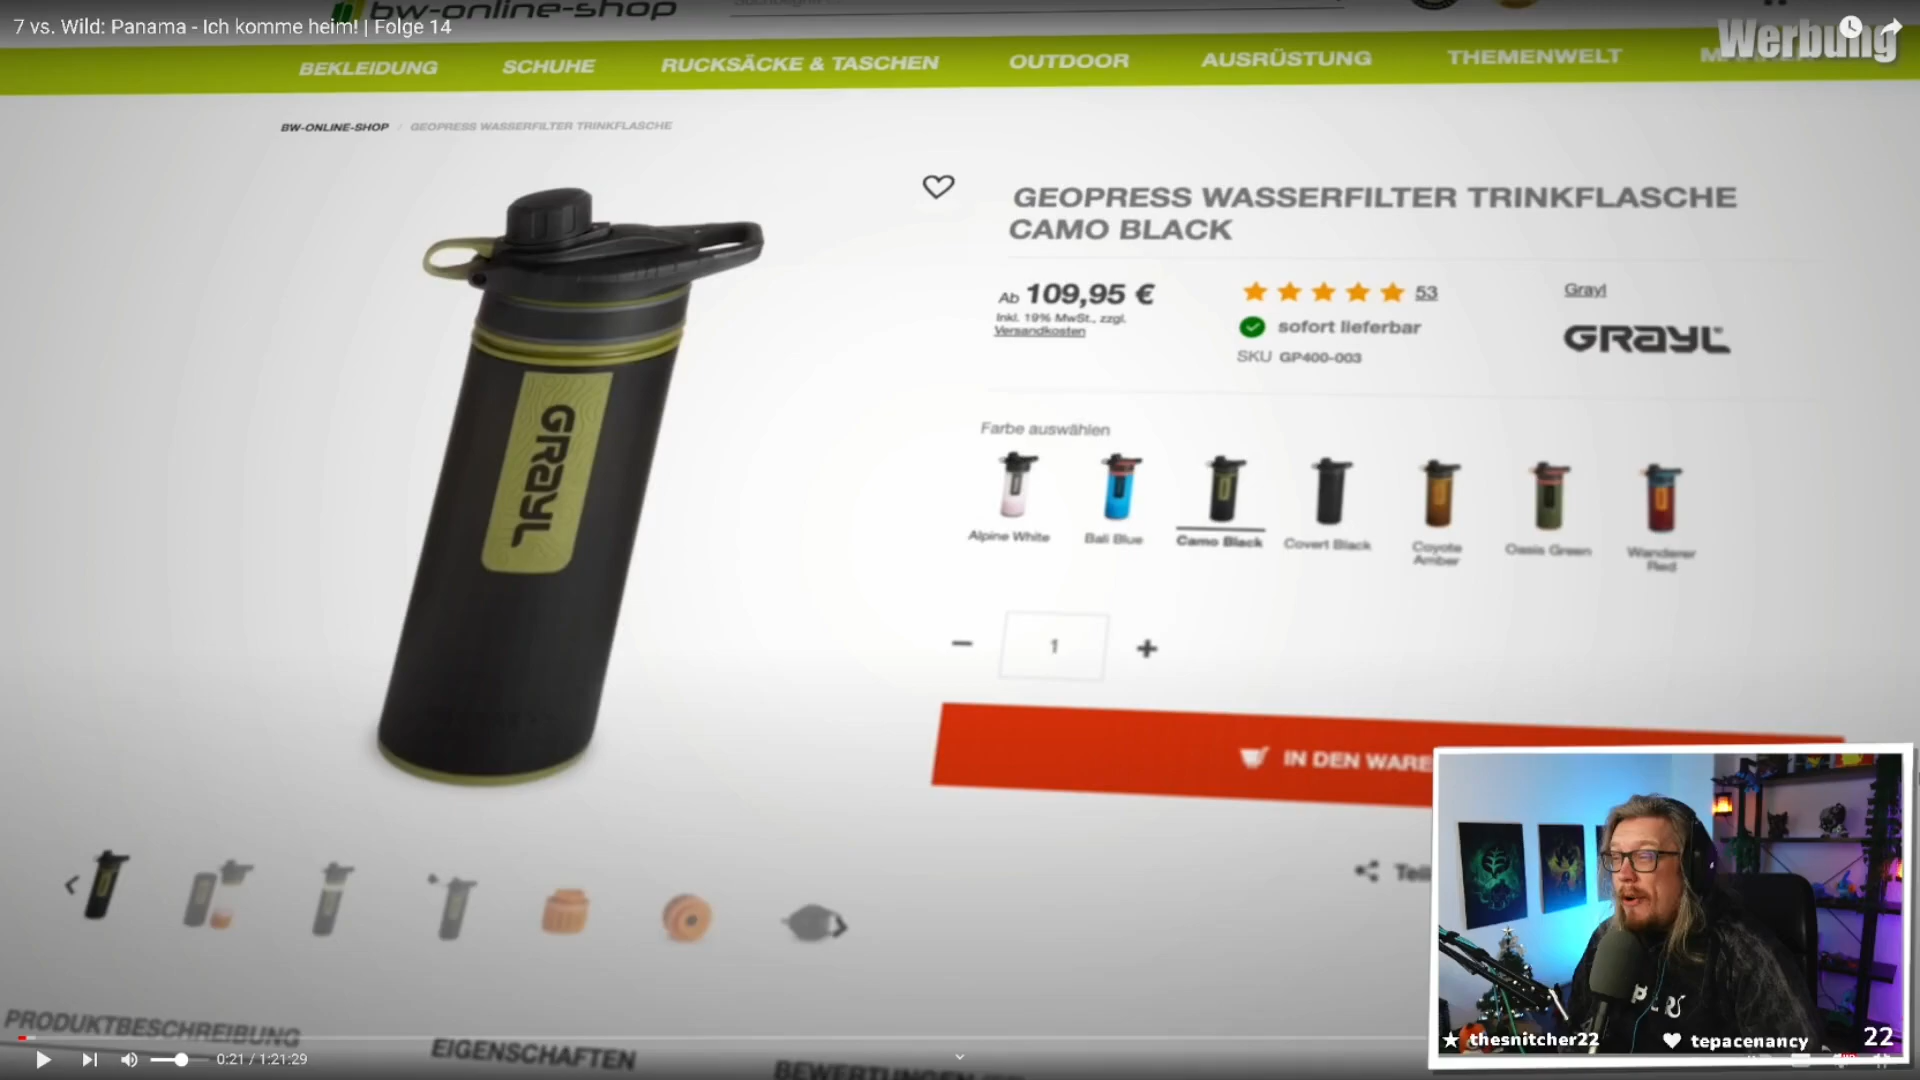 bw-online-shop
7 vs. Wild: Panama - Ich komme heim! | Folge 14
Werbung
BEKLEIDUNG
SCHUHE
RUCKSÄCKE & TASCHEN
OUTDOOR
AUSRÜSTUNG
THEMENWELT
BW-ONLINE-SHOP / GEOPRESS WASSERFILTER TRINKFLASCHE
GEOPRESS WASSERFILTER TRINKFLASCHE
CAMO BLACK
Ab 109,95 €
Inkl. 19% MwSt., zzgl.
Versandkosten
53
sofort lieferbar
SKU GP400-003
Grayl
GRAYL
GRAYL
Farbe auswählen
Alpine White
Bali Blue
Camo Black
Covert Black
Coyote
Amber
Oasis Green
Wanderer
Red
− 1 +
IN DEN WARE
Teil
PRODUKTBESCHREIBUNG
EIGENSCHAFTEN
BEWERTUNGEN
0:21 / 1:21:29
thesnitcher22
tepacenancy
22